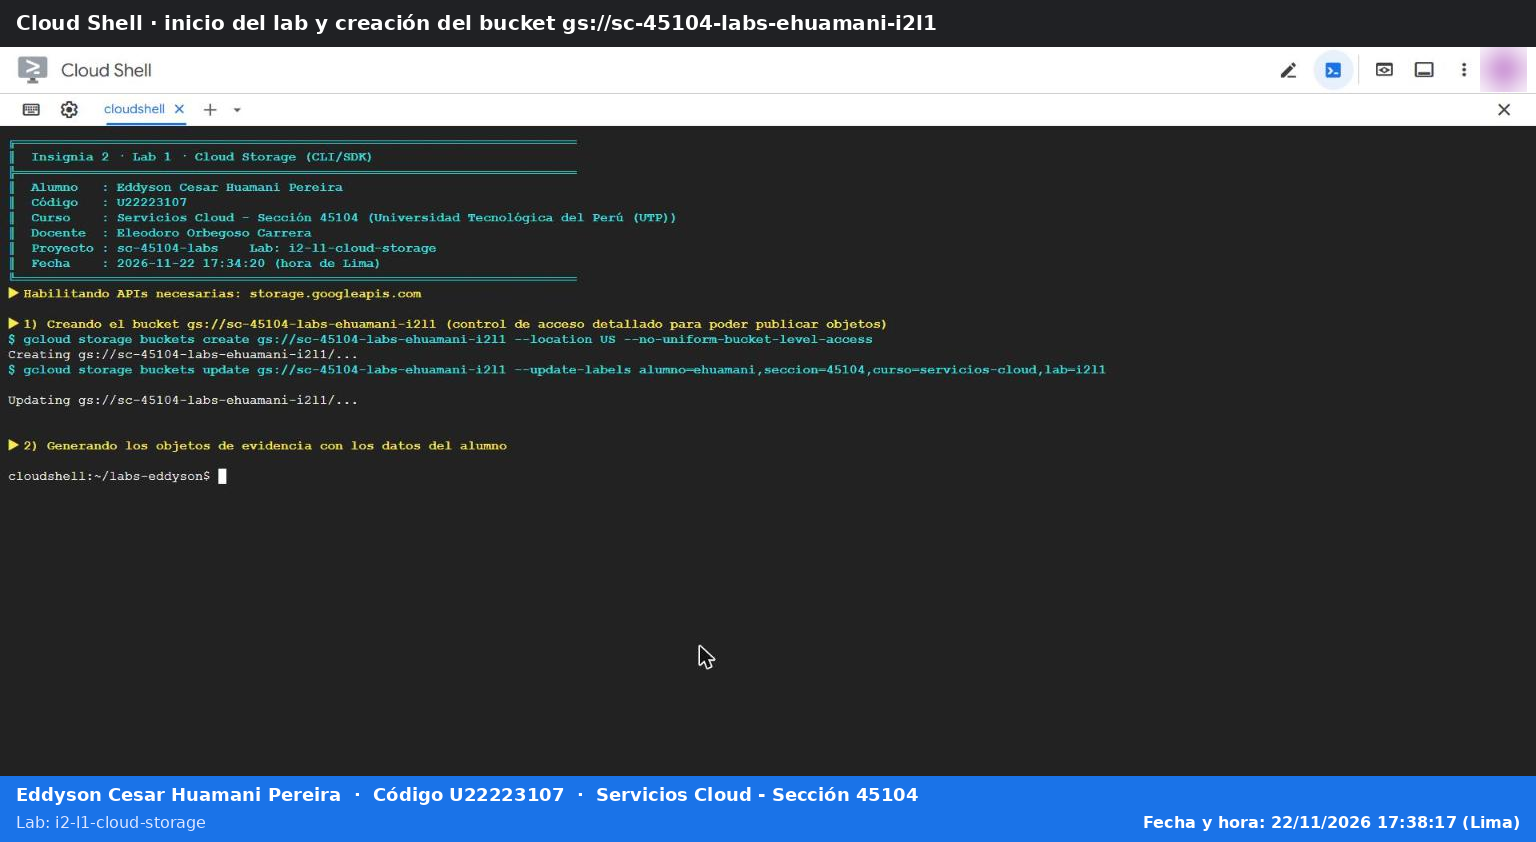 Cloud Shell · inicio del lab y creación del bucket gs://sc-45104-labs-ehuamani-i2l1
Cloud Shell
cloudshell
Insignia 2 · Lab 1 · Cloud Storage (CLI/SDK)
Alumno : Eddyson Cesar Huamani Pereira
Código : U22223107
Curso : Servicios Cloud - Sección 45104 (Universidad Tecnológica del Perú (UTP))
Docente : Eleodoro Orbegoso Carrera
Proyecto : sc-45104-labs Lab: i2-l1-cloud-storage
Fecha : 2026-11-22 17:34:20 (hora de Lima)
▶ Habilitando APIs necesarias: storage.googleapis.com
▶ 1) Creando el bucket gs://sc-45104-labs-ehuamani-i2l1 (control de acceso detallado para poder publicar objetos)
$ gcloud storage buckets create gs://sc-45104-labs-ehuamani-i2l1 --location US --no-uniform-bucket-level-access
Creating gs://sc-45104-labs-ehuamani-i2l1/...
$ gcloud storage buckets update gs://sc-45104-labs-ehuamani-i2l1 --update-labels alumno=ehuamani,seccion=45104,curso=servicios-cloud,lab=i2l1
Updating gs://sc-45104-labs-ehuamani-i2l1/...
▶ 2) Generando los objetos de evidencia con los datos del alumno
cloudshell:~/labs-eddyson$
Eddyson Cesar Huamani Pereira · Código U22223107 · Servicios Cloud - Sección 45104
Lab: i2-l1-cloud-storage
Fecha y hora: 22/11/2026 17:38:17 (Lima)